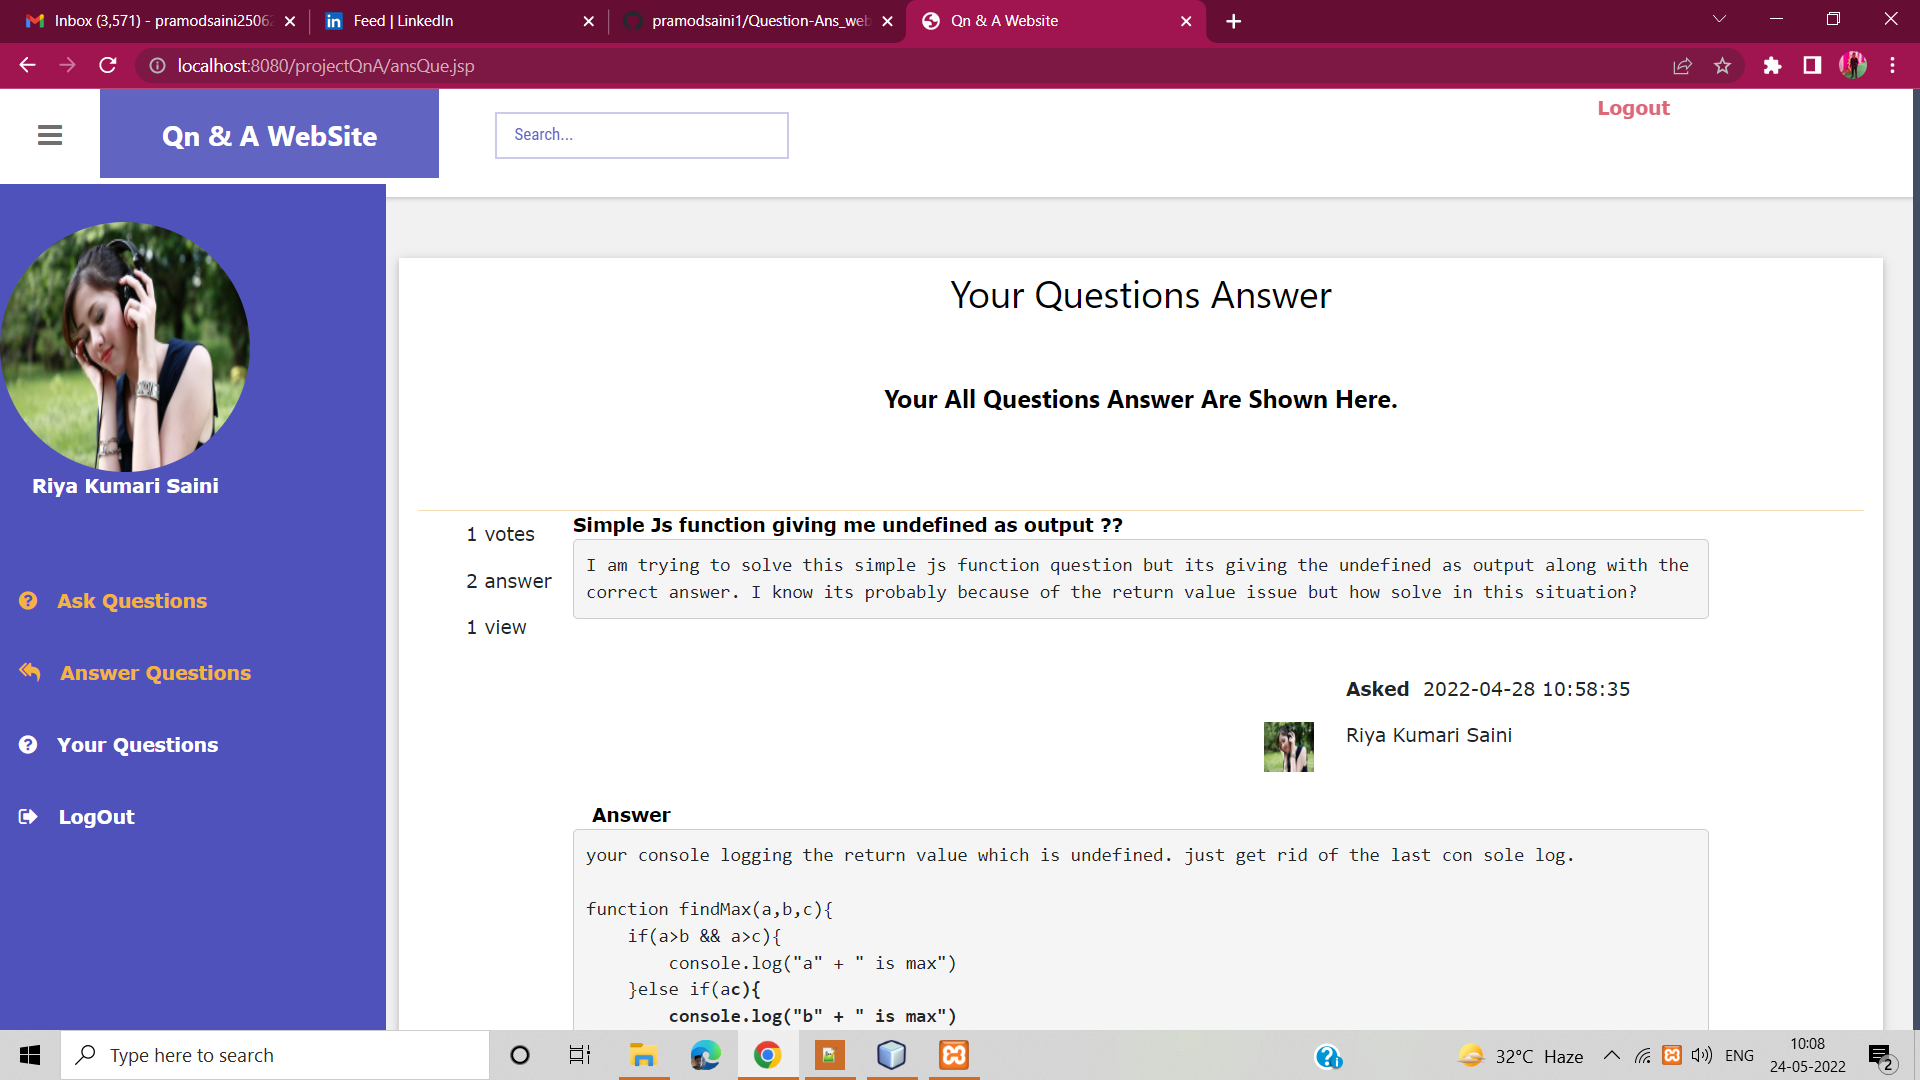 Inbox (3,571) - pramodsaini2506
Feed | LinkedIn
pramodsaini1/Question-Ans_web
Qn & A Website
localhost:8080/projectQnA/ansQue.jsp
Qn & A WebSite
Search...
Logout
Riya Kumari Saini
Ask Questions
Answer Questions
Your Questions
LogOut
Your Questions Answer
Your All Questions Answer Are Shown Here.
1 votes
2 answer
1 view
Simple Js function giving me undefined as output ??
I am trying to solve this simple js function question but its giving the undefined as output along with the
correct answer. I know its probably because of the return value issue but how solve in this situation?
Asked 2022-04-28 10:58:35
Riya Kumari Saini
Answer
your console logging the return value which is undefined. just get rid of the last con sole log.
function findMax(a,b,c){
if(a>b && a>c){
console.log("a" + " is max")
}else if(ac){
console.log("b" + " is max")
Type here to search
32°C Haze
ENG
10:08
24-05-2022
2